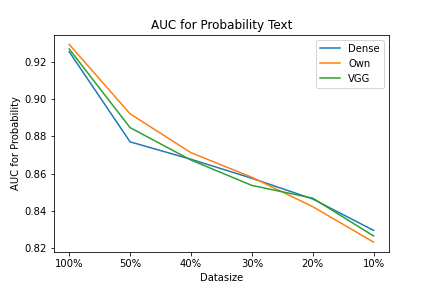 AUC for Probability Text
Dense
Own
VGG
AUC for Probability
0.92
0.90
0.88
0.86
0.84
0.82
100%
50%
40%
30%
20%
10%
Datasize